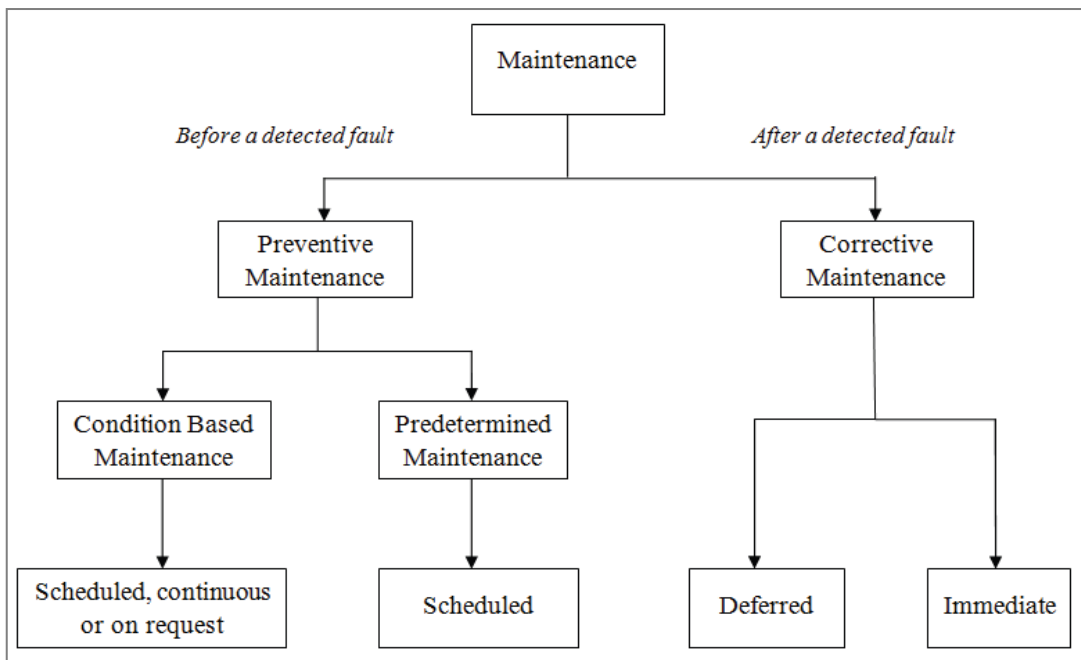 Maintenance
Before a detected fault
After a detected fault
Preventive
Maintenance
Corrective
Maintenance
Condition Based
Maintenance
Predetermined
Maintenance
Scheduled, continuous
or on request
Scheduled
Deferred
Immediate